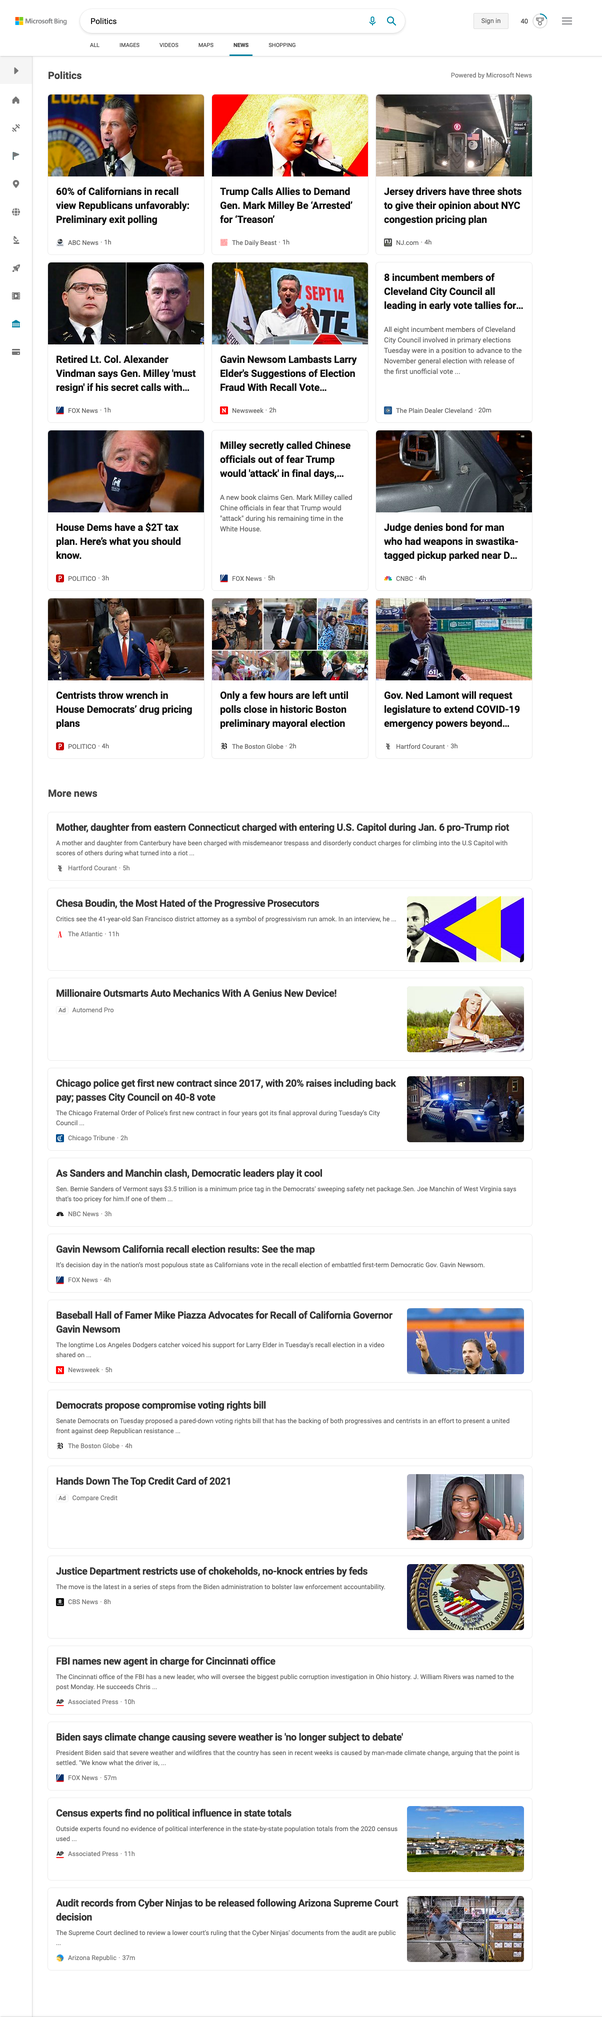 Microsoft Bing
Politics
Sign in
40
ALL
IMAGES
VIDEOS
MAPS
NEWS
SHOPPING
Politics
Powered by Microsoft News
60% of Californians in recall
view Republicans unfavorably:
Preliminary exit polling
ABC News · 1h
Trump Calls Allies to Demand
Gen. Mark Milley Be ‘Arrested’
for ‘Treason’
The Daily Beast · 1h
Jersey drivers have three shots
to give their opinion about NYC
congestion pricing plan
NJ.com · 4h
Retired Lt. Col. Alexander
Vindman says Gen. Milley 'must
resign' if his secret calls with...
FOX News · 1h
SEPT 14
Gavin Newsom Lambasts Larry
Elder's Suggestions of Election
Fraud With Recall Vote...
Newsweek · 2h
8 incumbent members of
Cleveland City Council all
leading in early vote tallies for...
All eight incumbent members of Cleveland
City Council involved in primary elections
Tuesday were in a position to advance to the
November general election with release of
the first unofficial vote ...
The Plain Dealer Cleveland · 20m
House Dems have a $2T tax
plan. Here's what you should
know.
POLITICO · 3h
Milley secretly called Chinese
officials out of fear Trump
would 'attack' in final days,...
A new book claims Gen. Mark Milley called
Chine officials in fear that Trump would
"attack" during his remaining time in the
White House.
FOX News · 5h
Judge denies bond for man
who had weapons in swastika-
tagged pickup parked near D...
CNBC · 4h
Centrists throw wrench in
House Democrats’ drug pricing
plans
POLITICO · 4h
Only a few hours are left until
polls close in historic Boston
preliminary mayoral election
The Boston Globe · 2h
Gov. Ned Lamont will request
legislature to extend COVID-19
emergency powers beyond...
Hartford Courant · 3h
More news
Mother, daughter from eastern Connecticut charged with entering U.S. Capitol during Jan. 6 pro-Trump riot
A mother and daughter from Canterbury have been charged with misdemeanor trespass and disorderly conduct charges for climbing into the U.S Capitol with
scores of others during what turned into a riot ...
Hartford Courant · 5h
Chesa Boudin, the Most Hated of the Progressive Prosecutors
Critics see the 41-year-old San Francisco district attorney as a symbol of progressivism run amok. In an interview, he ...
The Atlantic · 11h
Millionaire Outsmarts Auto Mechanics With A Genius New Device!
Ad Automend Pro
Chicago police get first new contract since 2017, with 20% raises including back
pay; passes City Council on 40-8 vote
The Chicago Fraternal Order of Police's first new contract in four years got its final approval during Tuesday's City
Council ...
Chicago Tribune · 2h
As Sanders and Manchin clash, Democratic leaders play it cool
Sen. Bernie Sanders of Vermont says $3.5 trillion is a minimum price tag in the Democrats' sweeping safety net package.Sen. Joe Manchin of West Virginia says
that's too pricey for him.If one of them ...
NBC News · 3h
Gavin Newsom California recall election results: See the map
It's decision day in the nation's most populous state as Californians vote in the recall election of embattled first-term Democratic Gov. Gavin Newsom.
FOX News · 4h
Baseball Hall of Famer Mike Piazza Advocates for Recall of California Governor
Gavin Newsom
The longtime Los Angeles Dodgers catcher voiced his support for Larry Elder in Tuesday's recall election in a video
shared on ...
Newsweek · 5h
Democrats propose compromise voting rights bill
Senate Democrats on Tuesday proposed a pared-down voting rights bill that has the backing of both progressives and centrists in an effort to present a united
front against deep Republican resistance ...
The Boston Globe · 4h
Hands Down The Top Credit Card of 2021
Ad Compare Credit
Justice Department restricts use of chokeholds, no-knock entries by feds
The move is the latest in a series of steps from the Biden administration to bolster law enforcement accountability.
CBS News · 8h
FBI names new agent in charge for Cincinnati office
The Cincinnati office of the FBI has a new leader, who will oversee the biggest public corruption investigation in Ohio history. J. William Rivers was named to the
post Monday. He succeeds Chris ...
AP Associated Press · 10h
Biden says climate change causing severe weather is 'no longer subject to debate'
President Biden said that severe weather and wildfires that the country has seen in recent weeks is caused by man-made climate change, arguing that the point is
settled. "We know what the driver is, ...
FOX News · 57m
Census experts find no political influence in state totals
Outside experts found no evidence of political interference in the state-by-state population totals from the 2020 census
used ...
AP Associated Press · 11h
Audit records from Cyber Ninjas to be released following Arizona Supreme Court
decision
The Supreme Court declined to review a lower court's ruling that the Cyber Ninjas' documents from the audit are public
...
Arizona Republic · 37m